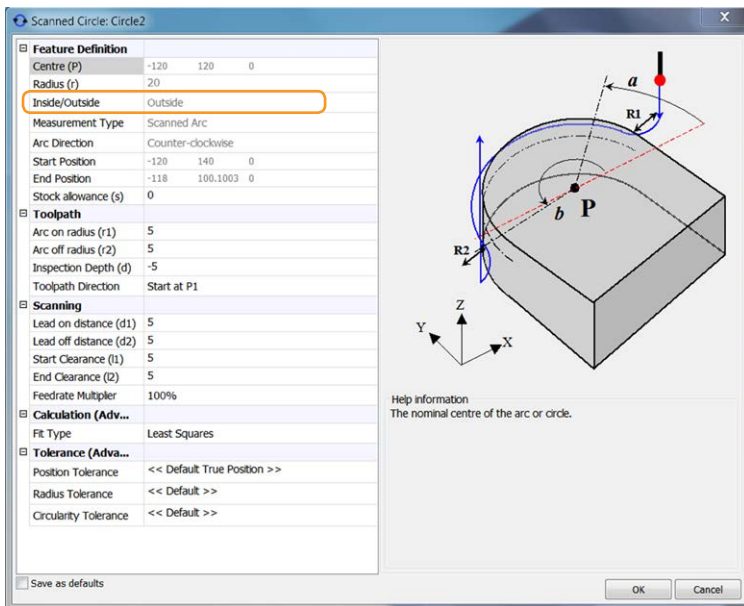 Scanned Circle: Circle2
X
Feature Definition
Centre (P) -120 120 0
Radius (r) 20
Inside/Outside Outside
Measurement Type Scanned Arc
Arc Direction Counter-clockwise
Start Position -120 140 0
End Position -118 100.1003 0
Stock allowance (s) 0
Toolpath
Arc on radius (r1) 5
Arc off radius (r2) 5
Inspection Depth (d) -5
Toolpath Direction Start at P1
Scanning
Lead on distance (d1) 5
Lead off distance (d2) 5
Start Clearance (l1) 5
End Clearance (l2) 5
Feedrate Multiplier 100%
Calculation (Adv...
Fit Type Least Squares
Tolerance (Adva...
Position Tolerance << Default True Position >>
Radius Tolerance << Default >>
Circularity Tolerance << Default >>
a
R1
b P
R2
Z
Y
X
Help information
The nominal centre of the arc or circle.
Save as defaults
OK Cancel